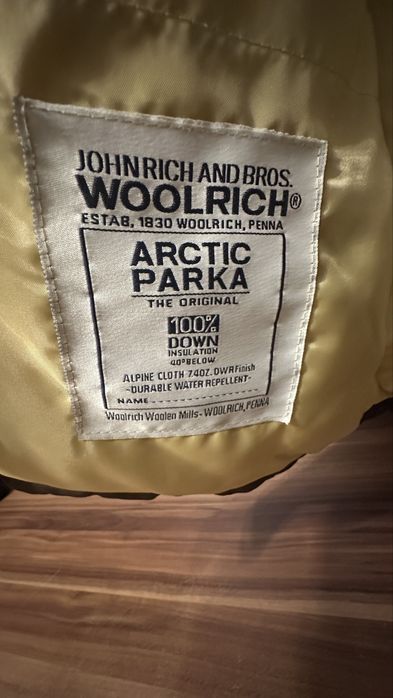 JOHN RICH AND BROS.
WOOLRICH®
ESTAB. 1830 WOOLRICH, PENNA
ARCTIC
PARKA
THE ORIGINAL
100%
DOWN
INSULATION
40°BELOW
ALPINE CLOTH 7.4OZ. DWR Finish
-DURABLE WATER REPELLENT-
NAME
Woolrich Woolen Mills - WOOLRICH, PENNA